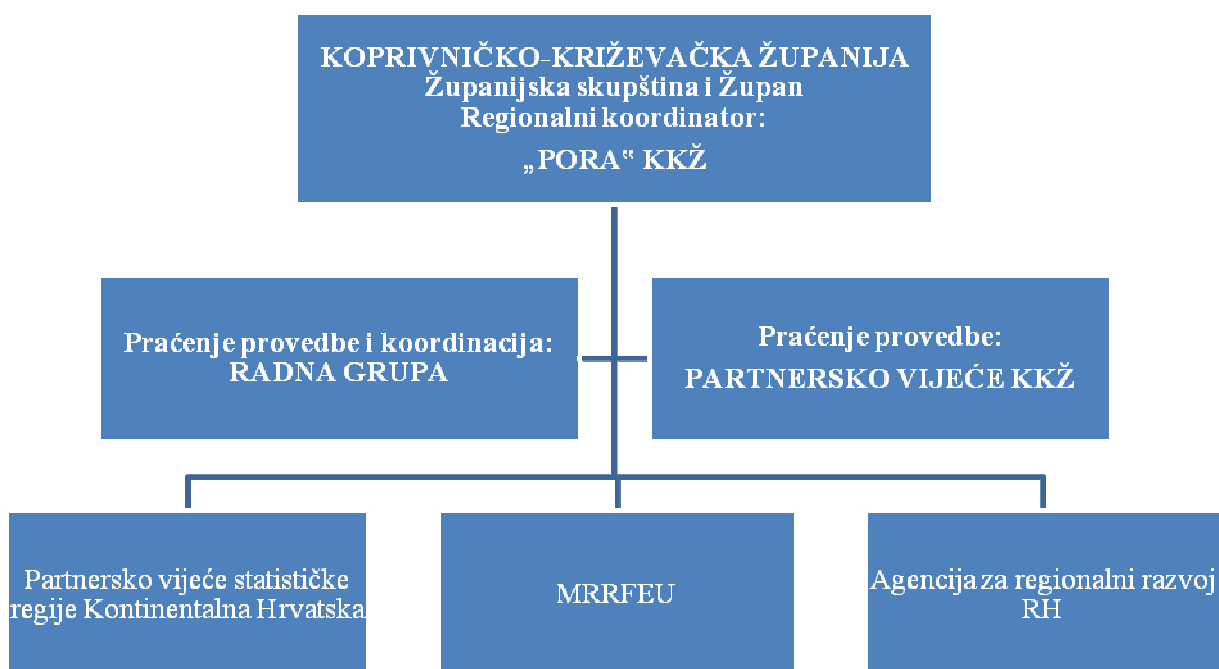 KOPRIVNIČKO-KRIŽEVAČKA ŽUPANIJA
Županijska skupština i Župan
Regionalni koordinator:
„PORA“ KKŽ
Praćenje provedbe i koordinacija:
RADNA GRUPA
Praćenje provedbe:
PARTNERSKO VIJEĆE KKŽ
Partnersko vijeće statističke
regije Kontinentalna Hrvatska
MRRFEU
Agencija za regionalni razvoj
RH